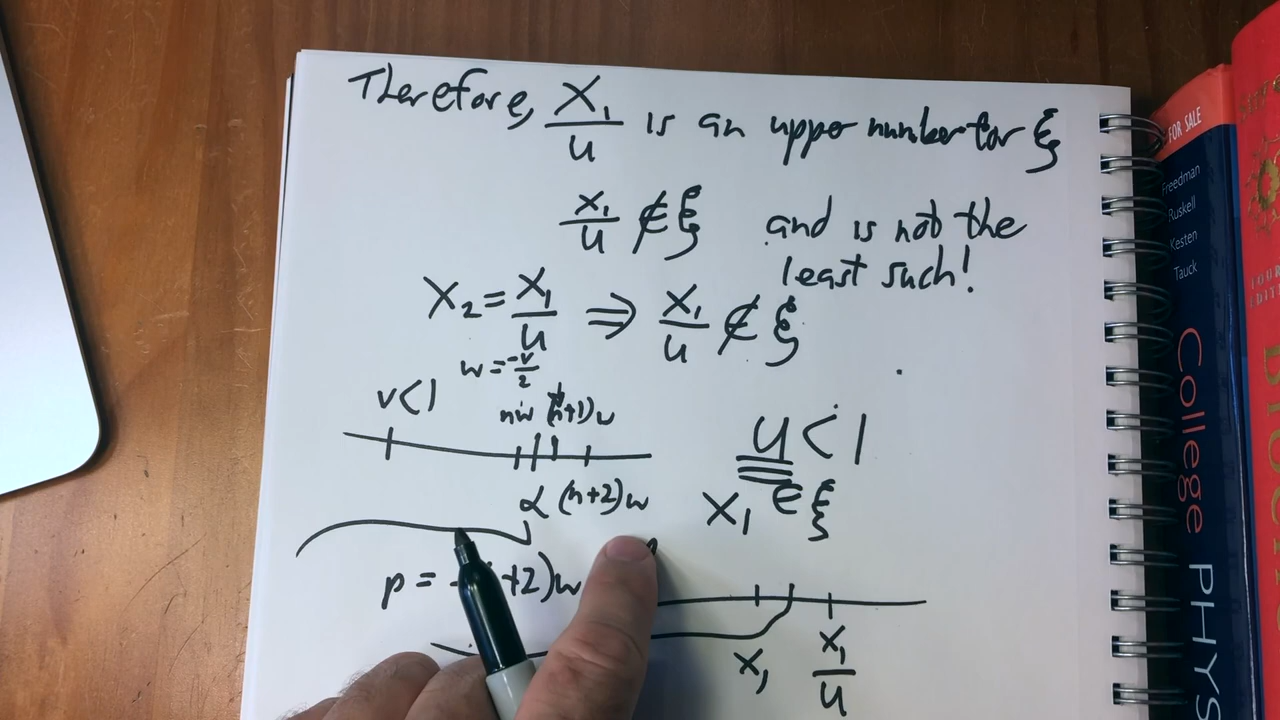 Therefore, X₁/u is an upper number for ξ
x₁/u ∉ ξ and is not the
least such!
X₂ = X₁/u ⇒ X₁/u ∉ ξ
w = -v/2
v<1 nw (n+1)w
u<1
α (n+2)w
X₁ ∈ ξ
p = +2)w
x₁ x₁/u
FOR SALE
Freedman
Ruskell
Kesten
Tauck
College PHYS